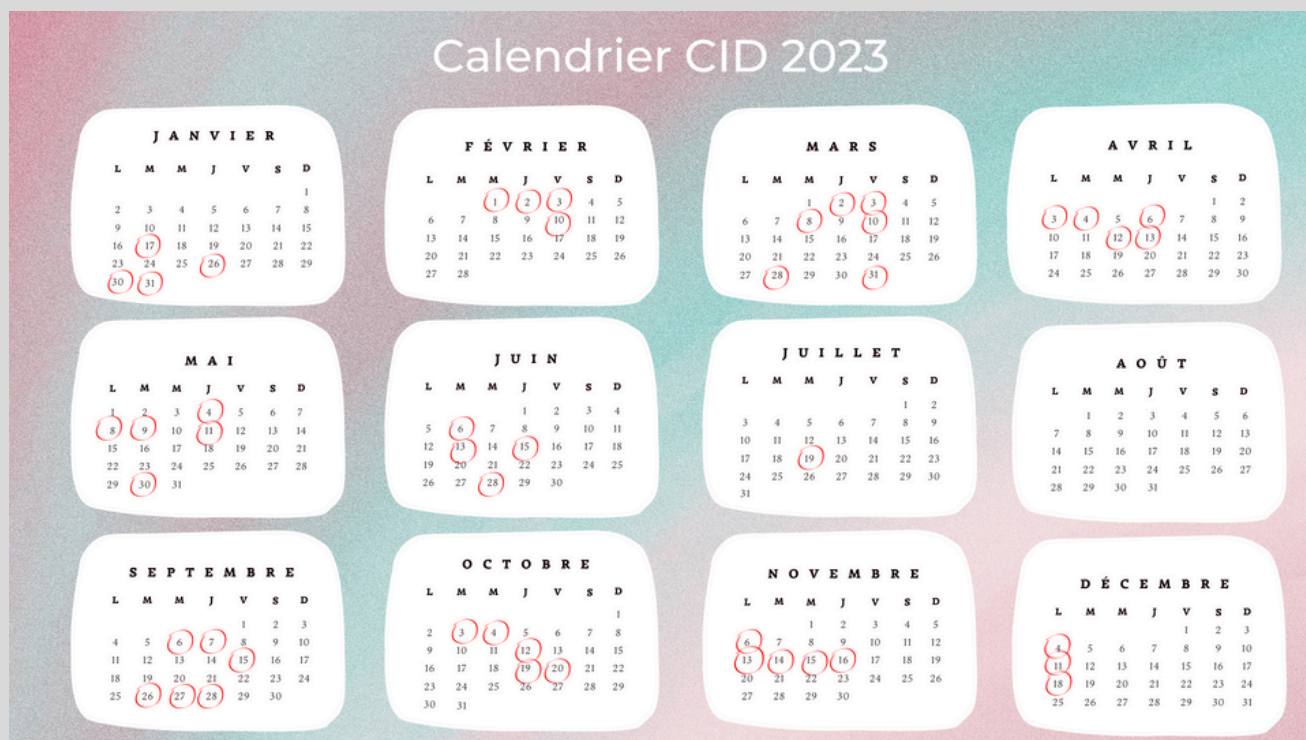 Calendrier CID 2023
JANVIER
L M M J V S D
1
2 3 4 5 6 7 8
9 10 11 12 13 14 15
16 17 18 19 20 21 22
23 24 25 26 27 28 29
30 31
FÉVRIER
L M M J V S D
1 2 3 4 5
6 7 8 9 10 11 12
13 14 15 16 17 18 19
20 21 22 23 24 25 26
27 28
MARS
L M M J V S D
1 2 3 4 5
6 7 8 9 10 11 12
13 14 15 16 17 18 19
20 21 22 23 24 25 26
27 28 29 30 31
AVRIL
L M M J V S D
1 2
3 4 5 6 7 8 9
10 11 12 13 14 15 16
17 18 19 20 21 22 23
24 25 26 27 28 29 30
MAI
L M M J V S D
1 2 3 4 5 6 7
8 9 10 11 12 13 14
15 16 17 18 19 20 21
22 23 24 25 26 27 28
29 30 31
JUIN
L M M J V S D
1 2 3 4
5 6 7 8 9 10 11
12 13 14 15 16 17 18
19 20 21 22 23 24 25
26 27 28 29 30
JUILLET
L M M J V S D
1 2
3 4 5 6 7 8 9
10 11 12 13 14 15 16
17 18 19 20 21 22 23
24 25 26 27 28 29 30
31
AOÛT
L M M J V S D
1 2 3 4 5 6
7 8 9 10 11 12 13
14 15 16 17 18 19 20
21 22 23 24 25 26 27
28 29 30 31
SEPTEMBRE
L M M J V S D
1 2 3
4 5 6 7 8 9 10
11 12 13 14 15 16 17
18 19 20 21 22 23 24
25 26 27 28 29 30
OCTOBRE
L M M J V S D
1
2 3 4 5 6 7 8
9 10 11 12 13 14 15
16 17 18 19 20 21 22
23 24 25 26 27 28 29
30 31
NOVEMBRE
L M M J V S D
1 2 3 4 5
6 7 8 9 10 11 12
13 14 15 16 17 18 19
20 21 22 23 24 25 26
27 28 29 30
DÉCEMBRE
L M M J V S D
1 2 3
4 5 6 7 8 9 10
11 12 13 14 15 16 17
18 19 20 21 22 23 24
25 26 27 28 29 30 31